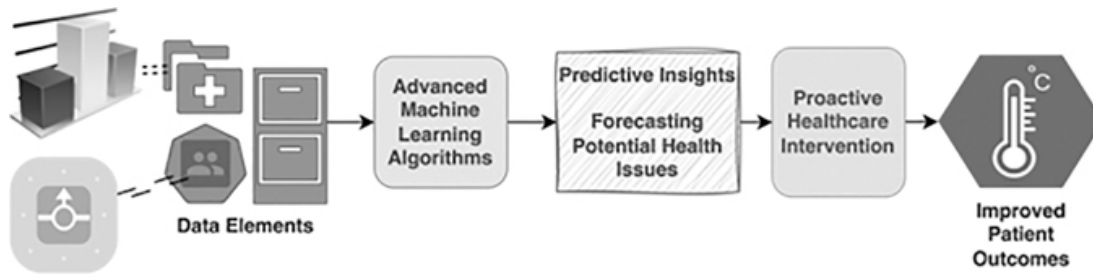 Data Elements
Advanced
Machine
Learning
Algorithms
Predictive Insights
Forecasting
Potential Health
Issues
Proactive
Healthcare
Intervention
°C
Improved
Patient
Outcomes